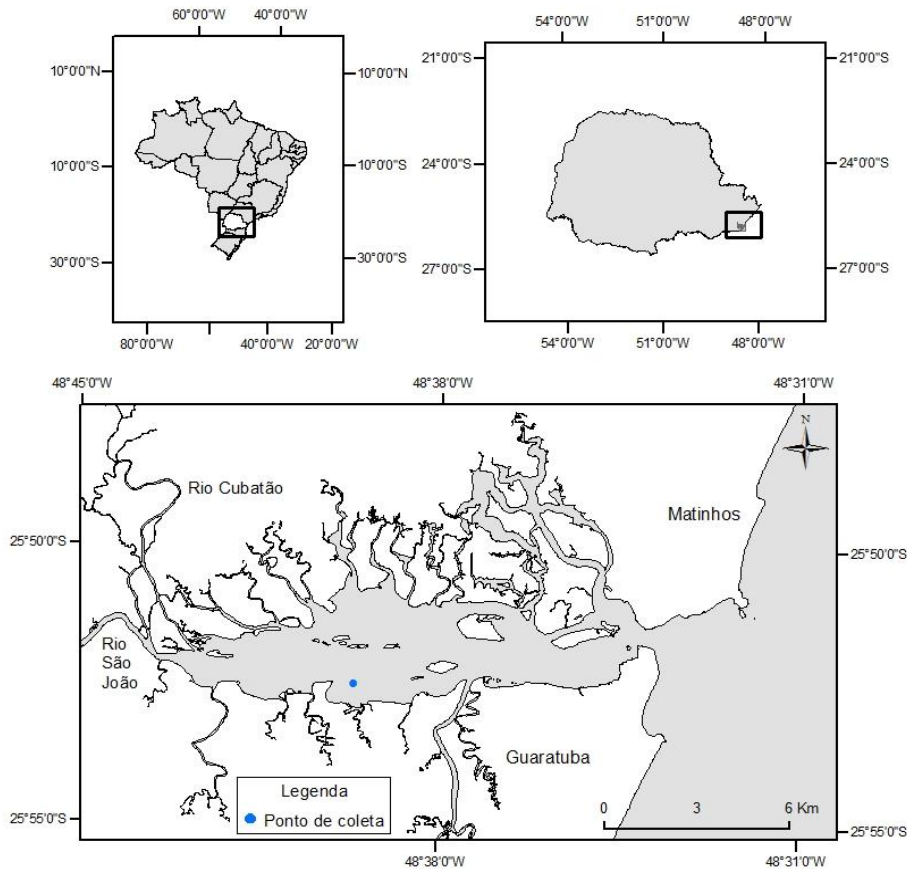 60°0'0"W 40°0'0"W
10°0'0"N 10°0'0"N
10°0'0"S 10°0'0"S
30°0'0"S 30°0'0"S
80°0'0"W 40°0'0"W 20°0'0"W
54°0'0"W 51°0'0"W 48°0'0"W
21°0'0"S 21°0'0"S
24°0'0"S 24°0'0"S
27°0'0"S 27°0'0"S
54°0'0"W 51°0'0"W 48°0'0"W
48°45'0"W 48°38'0"W 48°31'0"W
N
Rio Cubatão
Matinhos
25°50'0"S 25°50'0"S
Rio
São
João
Guaratuba
Legenda
Ponto de coleta
0 3 6 Km
25°55'0"S 25°55'0"S
48°38'0"W 48°31'0"W